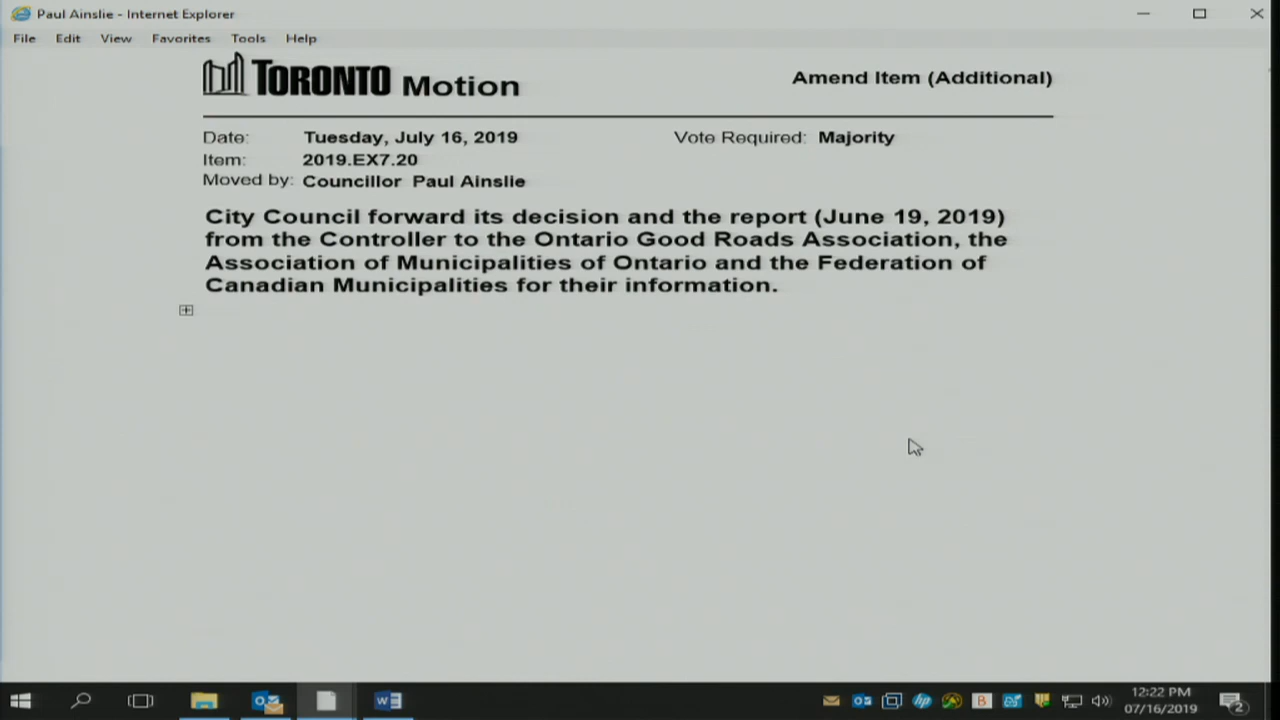 Paul Ainslie - Internet Explorer
File Edit View Favorites Tools Help
TORONTO Motion
Amend Item (Additional)
Date: Tuesday, July 16, 2019
Vote Required: Majority
Item: 2019.EX7.20
Moved by: Councillor Paul Ainslie
City Council forward its decision and the report (June 19, 2019)
from the Controller to the Ontario Good Roads Association, the
Association of Municipalities of Ontario and the Federation of
Canadian Municipalities for their information.
12:22 PM
07/16/2019
2